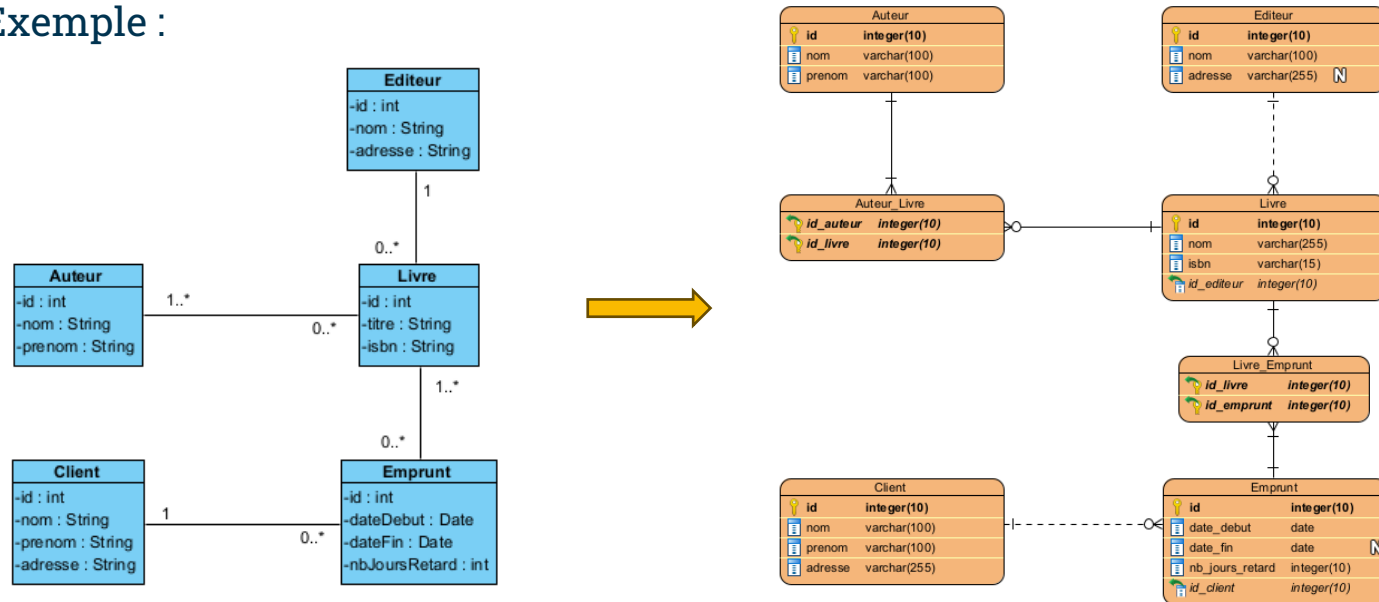 Exemple :
Editeur
-id : int
-nom : String
-adresse : String
1
0..*
Auteur
-id : int
-nom : String
-prenom : String
1..*
0..*
Livre
-id : int
-titre : String
-isbn : String
1..*
0..*
Client
-id : int
-nom : String
-prenom : String
-adresse : String
1
0..*
Emprunt
-id : int
-dateDebut : Date
-dateFin : Date
-nbJoursRetard : int
Auteur
id integer(10)
nom varchar(100)
prenom varchar(100)
Editeur
id integer(10)
nom varchar(100)
adresse varchar(255) N
Auteur_Livre
id_auteur integer(10)
id_livre integer(10)
Livre
id integer(10)
nom varchar(255)
isbn varchar(15)
id_editeur integer(10)
Livre_Emprunt
id_livre integer(10)
id_emprunt integer(10)
Client
id integer(10)
nom varchar(100)
prenom varchar(100)
adresse varchar(255)
Emprunt
id integer(10)
date_debut date
date_fin date N
nb_jours_retard integer(10)
id_client integer(10)